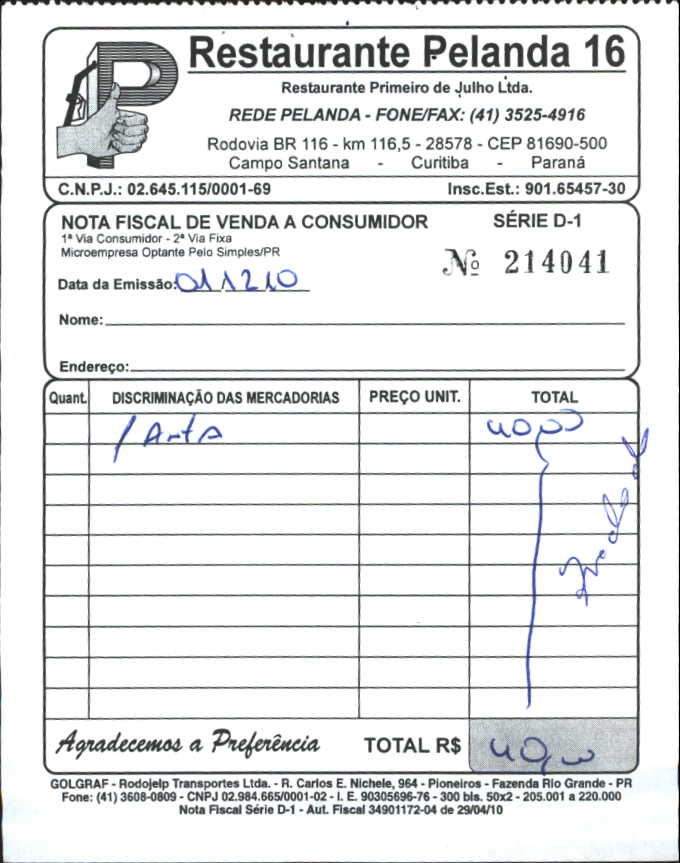 Restaurante Pelanda 16
Restaurante Primeiro de Julho Ltda.
REDE PELANDA - FONE/FAX: (41) 3525-4916
Rodovia BR 116 - km 116,5 - 28578 - CEP 81690-500
Campo Santana - Curitiba - Paraná
C.N.P.J.: 02.645.115/0001-69 Insc.Est.: 901.65457-30
NOTA FISCAL DE VENDA A CONSUMIDOR SÉRIE D-1
1ª Via Consumidor - 2ª Via Fixa
Microempresa Optante Pelo Simples/PR
Nº 214041
Data da Emissão: 011210
Nome:
Endereço:
Quant. DISCRIMINAÇÃO DAS MERCADORIAS PREÇO UNIT. TOTAL
40,00
Agradecemos a Preferência TOTAL R$ 40,00
GOLGRAF - Rodojelp Transportes Ltda. - R. Carlos E. Nichele, 964 - Pioneiros - Fazenda Rio Grande - PR
Fone: (41) 3608-0809 - CNPJ 02.984.665/0001-02 - I. E. 90305696-76 - 300 bls. 50x2 - 205.001 a 220.000
Nota Fiscal Série D-1 - Aut. Fiscal 34901172-04 de 29/04/10